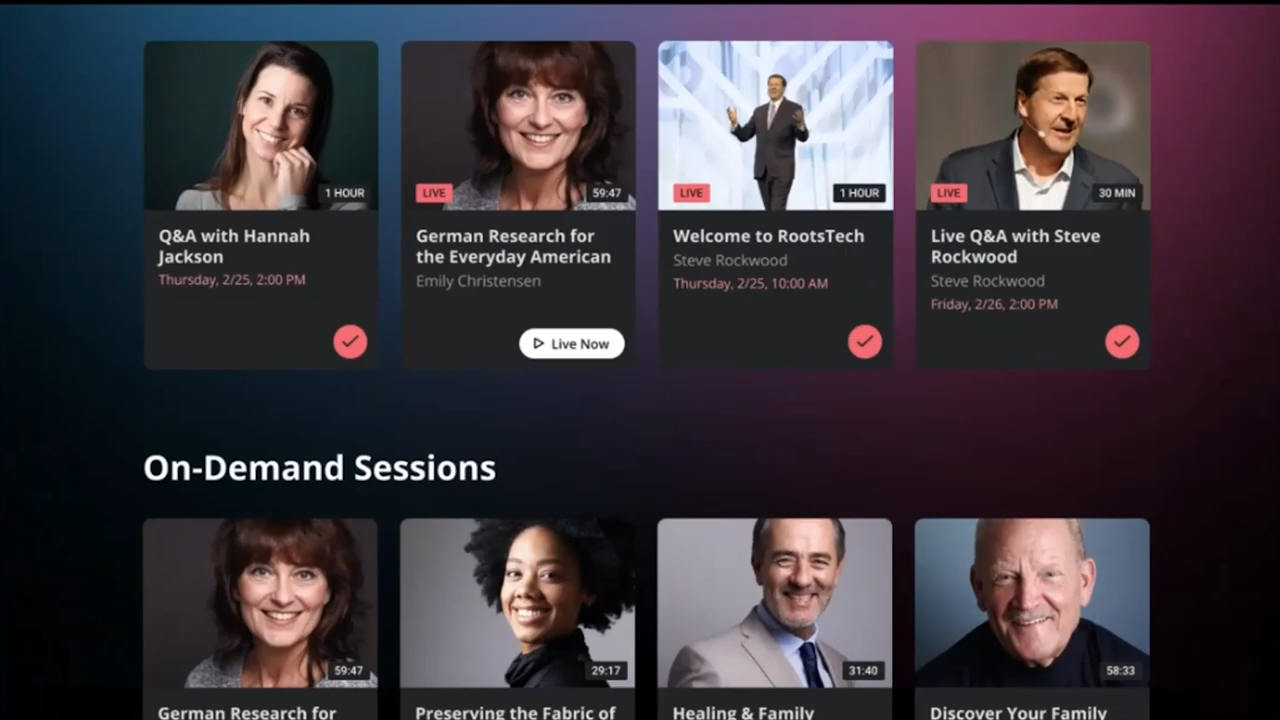 1 HOUR
LIVE
59:47
LIVE
1 HOUR
LIVE
30 MIN
Q&A with Hannah
Jackson
Thursday, 2/25, 2:00 PM
German Research for
the Everyday American
Emily Christensen
Live Now
Welcome to RootsTech
Steve Rockwood
Thursday, 2/25, 10:00 AM
Live Q&A with Steve
Rockwood
Steve Rockwood
Friday, 2/26, 2:00 PM
On-Demand Sessions
59:47
29:17
31:40
58:33
German Research for
Preserving the Fabric of
Healing & Family
Discover Your Family